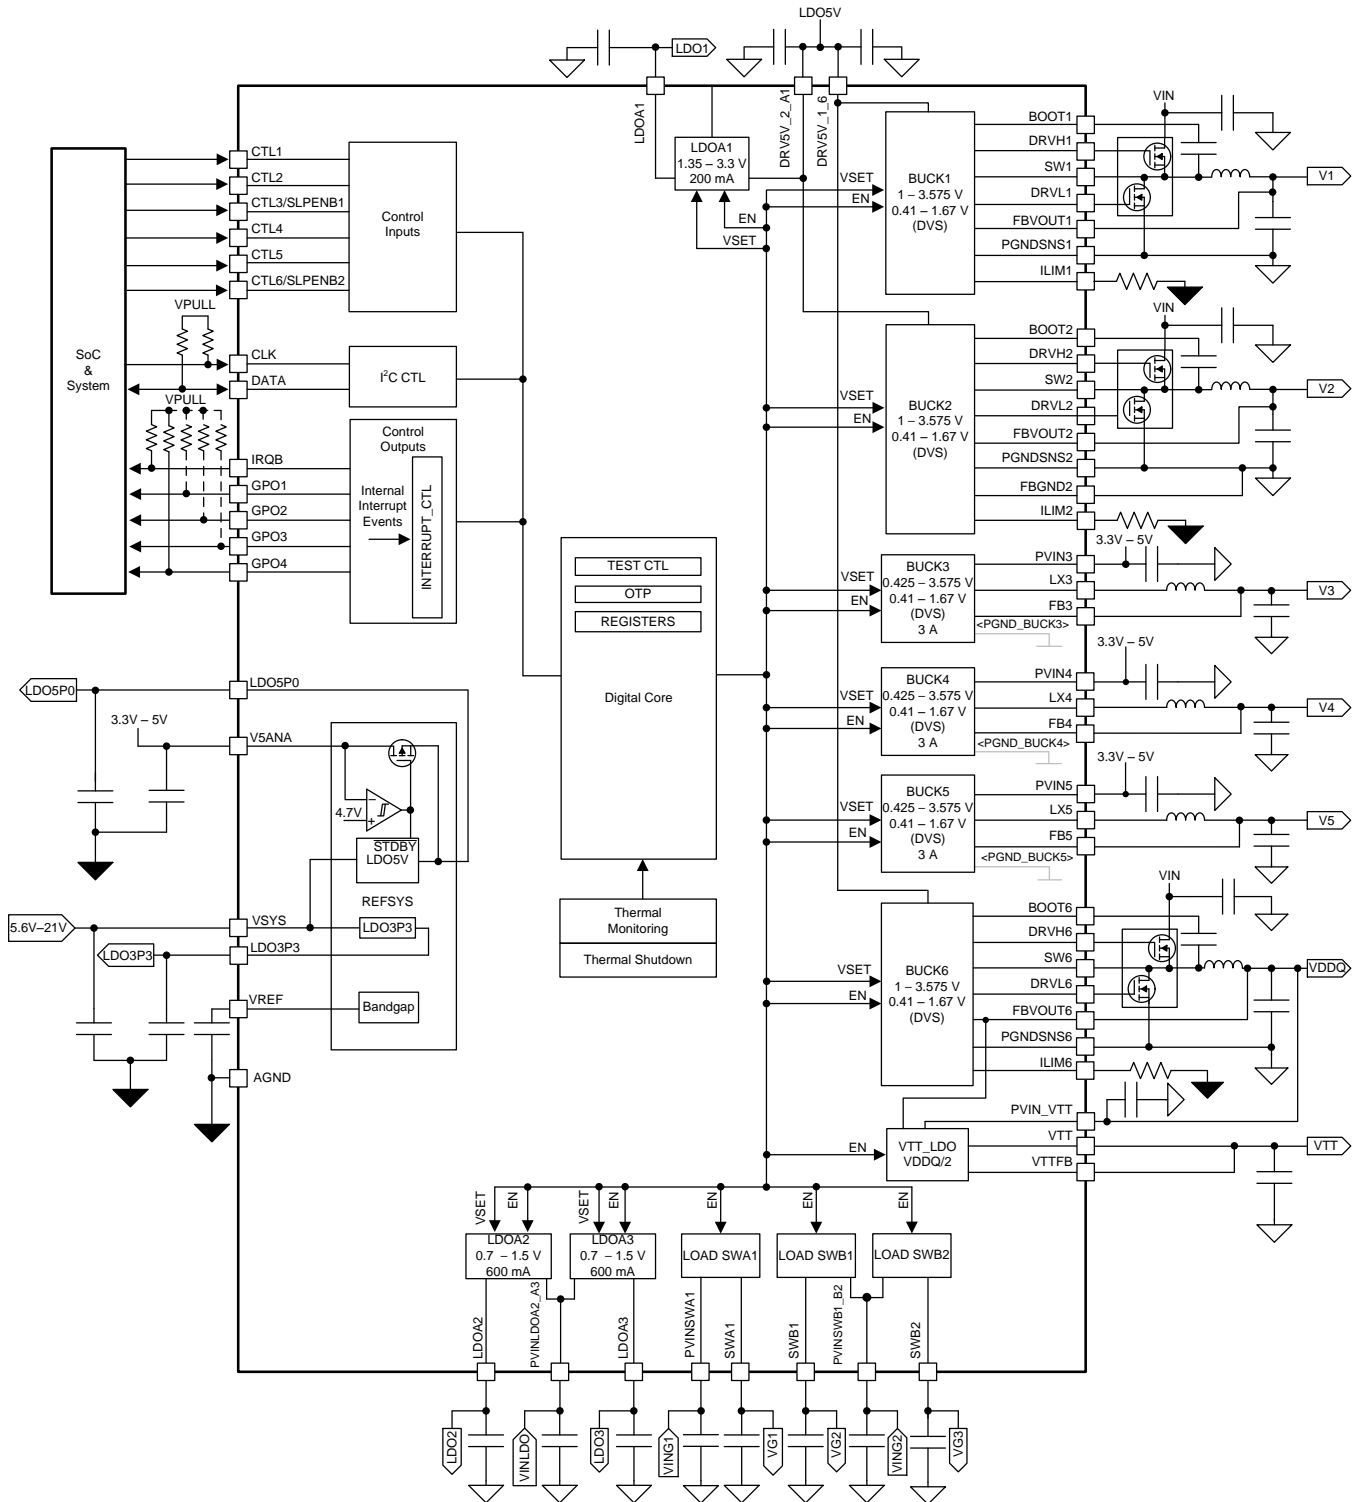 LDO5V
LDO1
LDOA1
DRV5V_2_A1
DRV5V_1_6
LDOA1
1.35 – 3.3 V
200 mA
EN
VSET
SoC
&
System
CTL1
CTL2
CTL3/SLPENB1
CTL4
CTL5
CTL6/SLPENB2
Control
Inputs
VPULL
CLK
DATA
I²C CTL
VPULL
IRQB
GPO1
GPO2
GPO3
GPO4
Control
Outputs
Internal
Interrupt
Events
INTERRUPT_CTL
TEST CTL
OTP
REGISTERS
Digital Core
Thermal
Monitoring
Thermal Shutdown
LDO5P0
LDO5P0
3.3V – 5V
V5ANA
4.7V
STDBY
LDO5V
REFSYS
5.6V–21V
VSYS
LDO3P3
LDO3P3
LDO3P3
VREF
Bandgap
AGND
VSET
EN
BUCK1
1 – 3.575 V
0.41 – 1.67 V
(DVS)
BOOT1
DRVH1
SW1
DRVL1
FBVOUT1
PGNDSNS1
ILIM1
VIN
V1
VSET
EN
BUCK2
1 – 3.575 V
0.41 – 1.67 V
(DVS)
BOOT2
DRVH2
SW2
DRVL2
FBVOUT2
PGNDSNS2
FBGND2
ILIM2
VIN
V2
VSET
EN
BUCK3
0.425 – 3.575 V
0.41 – 1.67 V
(DVS)
3 A
PVIN3
LX3
FB3
<PGND_BUCK3>
3.3V – 5V
V3
VSET
EN
BUCK4
0.425 – 3.575 V
0.41 – 1.67 V
(DVS)
3 A
PVIN4
LX4
FB4
<PGND_BUCK4>
3.3V – 5V
V4
VSET
EN
BUCK5
0.425 – 3.575 V
0.41 – 1.67 V
(DVS)
3 A
PVIN5
LX5
FB5
<PGND_BUCK5>
3.3V – 5V
V5
VSET
EN
BUCK6
1 – 3.575 V
0.41 – 1.67 V
(DVS)
BOOT6
DRVH6
SW6
DRVL6
FBVOUT6
PGNDSNS6
ILIM6
VIN
VDDQ
EN
VTT_LDO
VDDQ/2
PVIN_VTT
VTT
VTTFB
VTT
VSET
EN
LDOA2
0.7 – 1.5 V
600 mA
VSET
EN
LDOA3
0.7 – 1.5 V
600 mA
EN
LOAD SWA1
EN
LOAD SWB1
EN
LOAD SWB2
LDOA2
PVINLDOA2_A3
LDOA3
PVINSWA1
SWA1
SWB1
PVINSWB1_B2
SWB2
LDO2
VINLDO
LDO3
VING1
VG1
VG2
VING2
VG3